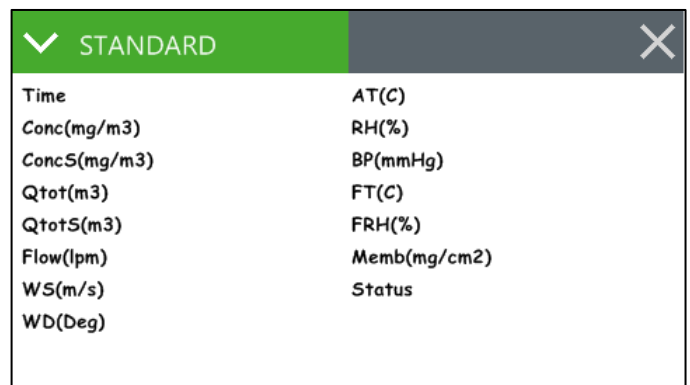 STANDARD
Time
Conc(mg/m3)
ConcS(mg/m3)
Qtot(m3)
QtotS(m3)
Flow(lpm)
WS(m/s)
WD(Deg)
AT(C)
RH(%)
BP(mmHg)
FT(C)
FRH(%)
Memb(mg/cm2)
Status